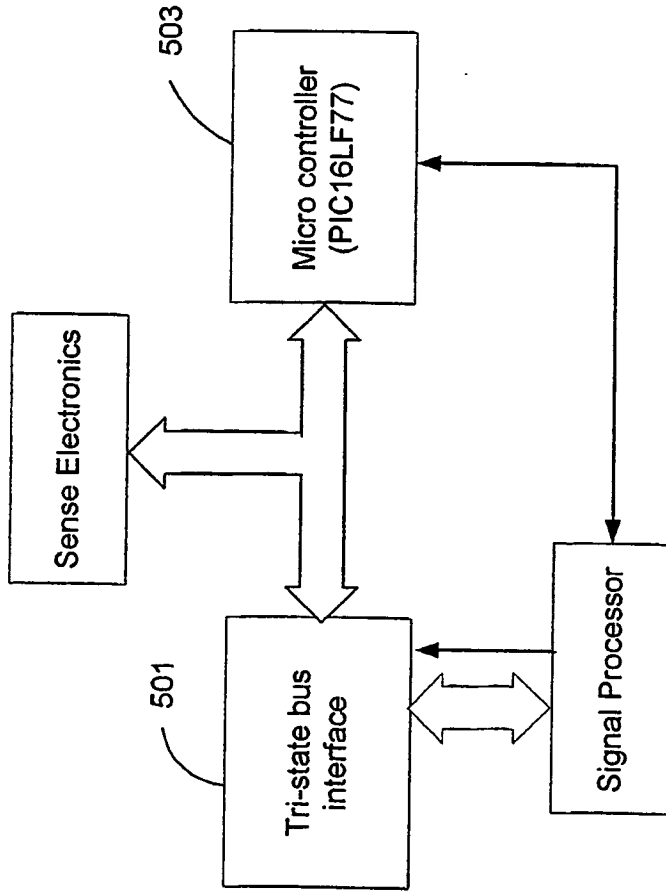 Sense Electronics
501
Tri-state bus
interface
503
Micro controller
(PIC16LF77)
Signal Processor